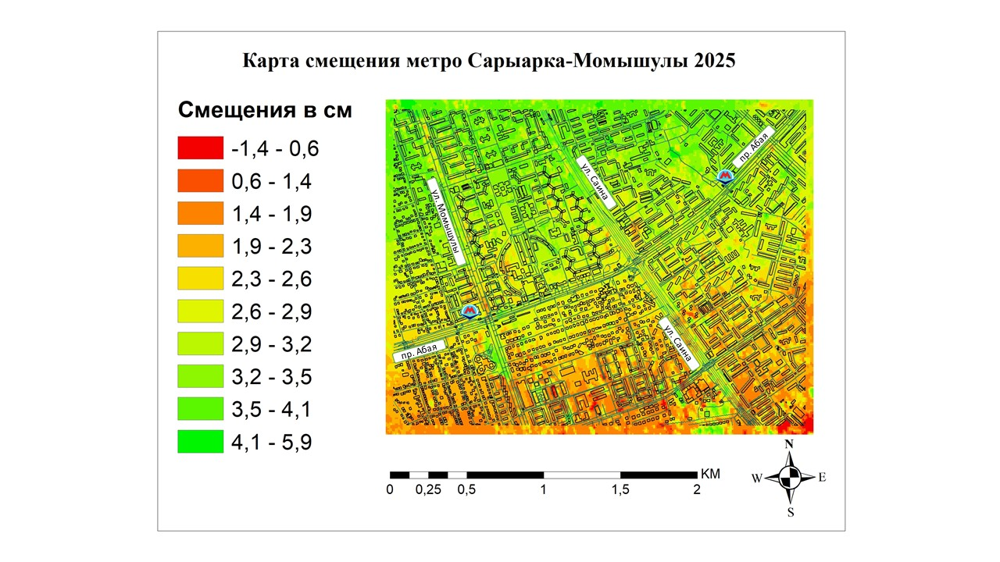 Карта смещения метро Сарыарка-Момышулы 2025
Смещения в см
-1,4 - 0,6
0,6 - 1,4
1,4 - 1,9
1,9 - 2,3
2,3 - 2,6
2,6 - 2,9
2,9 - 3,2
3,2 - 3,5
3,5 - 4,1
4,1 - 5,9
пр. Абая
ул. Саина
М
ул. Момышулы
М
ул. Саина
пр. Абая
KM
0 0,25 0,5 1 1,5 2
N
W E
S